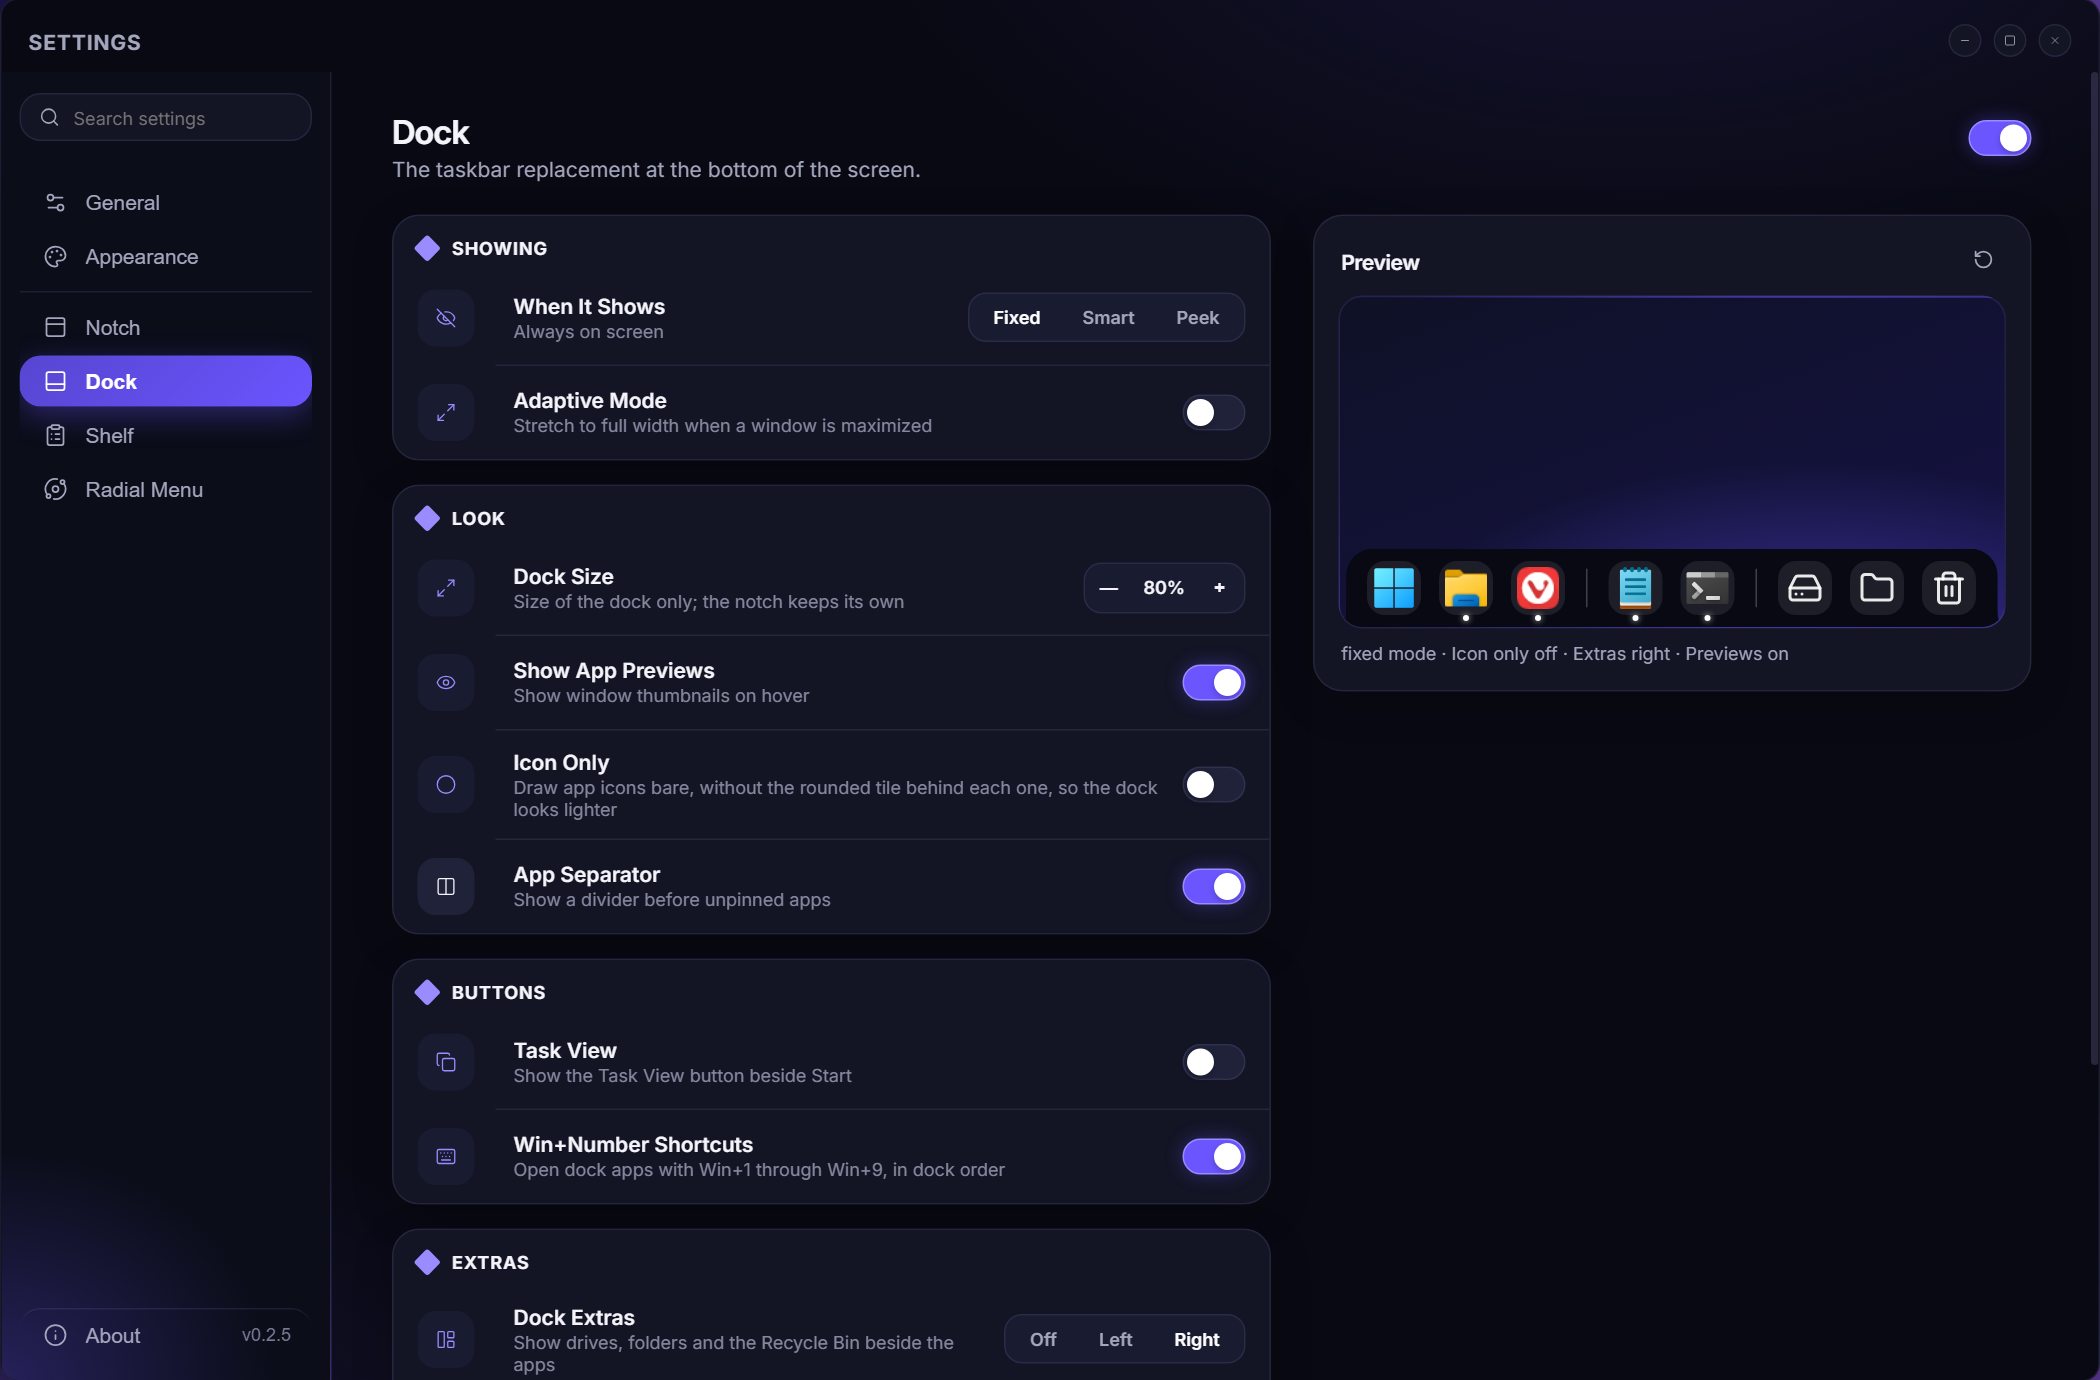 SETTINGS
Search settings
General
Appearance
Notch
Dock
Shelf
Radial Menu
About
v0.2.5
Dock
The taskbar replacement at the bottom of the screen.
SHOWING
When It Shows
Always on screen
Fixed
Smart
Peek
Adaptive Mode
Stretch to full width when a window is maximized
LOOK
Dock Size
Size of the dock only; the notch keeps its own
— 80% +
Show App Previews
Show window thumbnails on hover
Icon Only
Draw app icons bare, without the rounded tile behind each one, so the dock
looks lighter
App Separator
Show a divider before unpinned apps
BUTTONS
Task View
Show the Task View button beside Start
Win+Number Shortcuts
Open dock apps with Win+1 through Win+9, in dock order
EXTRAS
Dock Extras
Show drives, folders and the Recycle Bin beside the
apps
Off
Left
Right
Preview
fixed mode · Icon only off · Extras right · Previews on